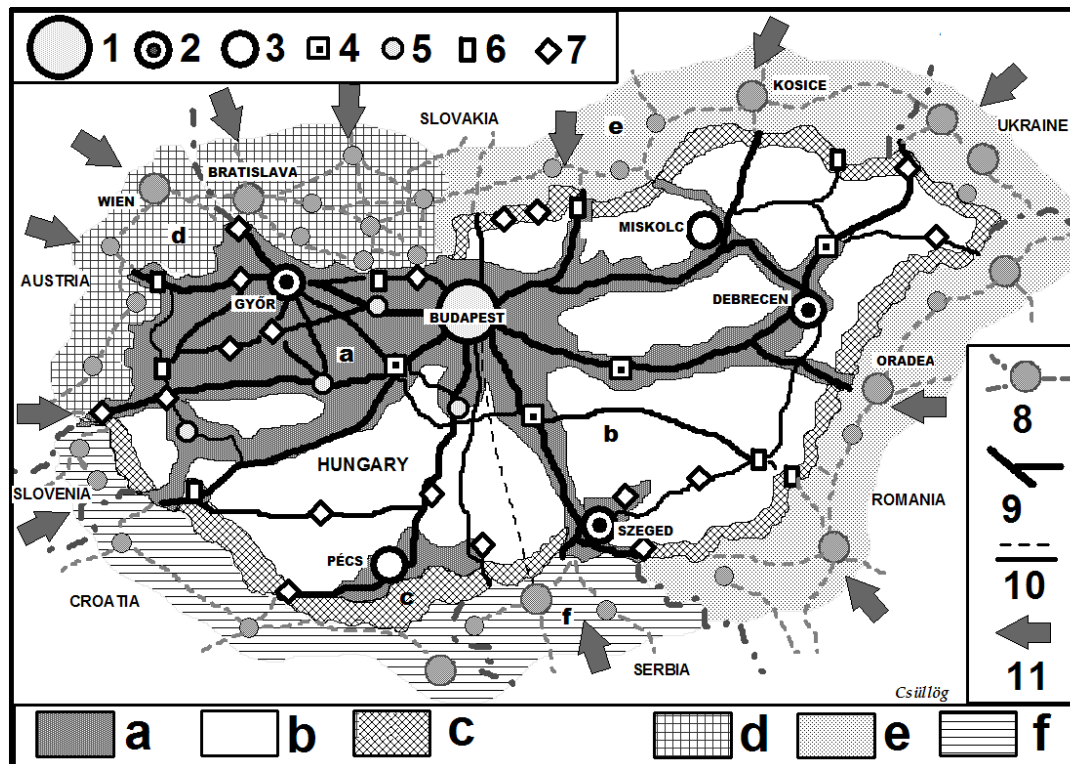 1 2 3 4 5 6 7
KOSICE
SLOVAKIA
e
UKRAINE
BRATISLAVA
WIEN
MISKOLC
d
AUSTRIA
GYŐR
DEBRECEN
BUDAPEST
a
ORADEA
8
b
HUNGARY
SLOVENIA
ROMANIA
9
SZEGED
PÉCS
10
CROATIA
c
f
SERBIA
11
Csüllög
a b c d e f